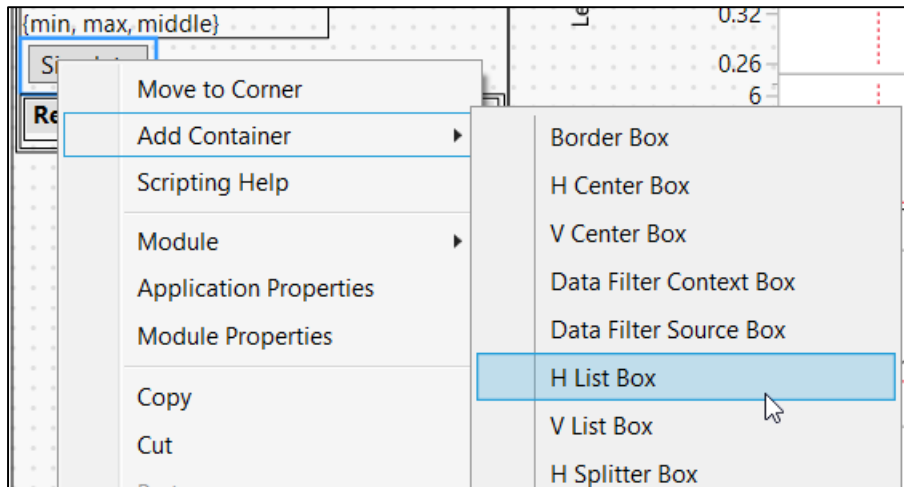 {min, max, middle}
Le
0.32
0.26
6
Re
Move to Corner
Add Container
Scripting Help
Module
Application Properties
Module Properties
Copy
Cut
Border Box
H Center Box
V Center Box
Data Filter Context Box
Data Filter Source Box
H List Box
V List Box
H Splitter Box